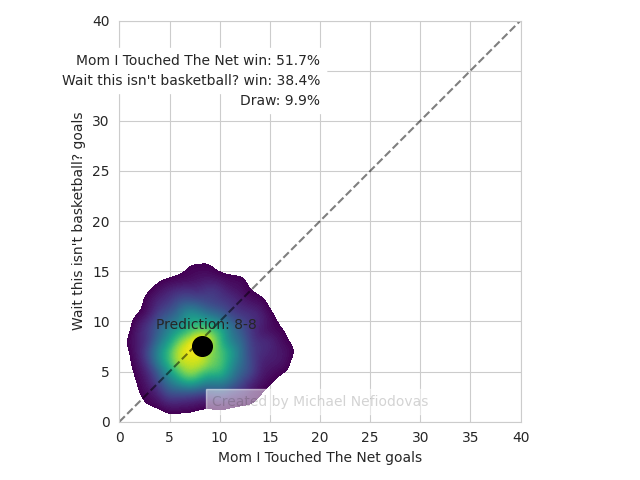 40
Mom I Touched The Net win: 51.7%
Wait this isn't basketball? win: 38.4%
Draw: 9.9%
30
25
20
15
10
5
0
Wait this isn't basketball? goals
Prediction: 8-8
Created by Michael Nefiodovas
0 5 10 15 20 25 30 35 40
Mom I Touched The Net goals